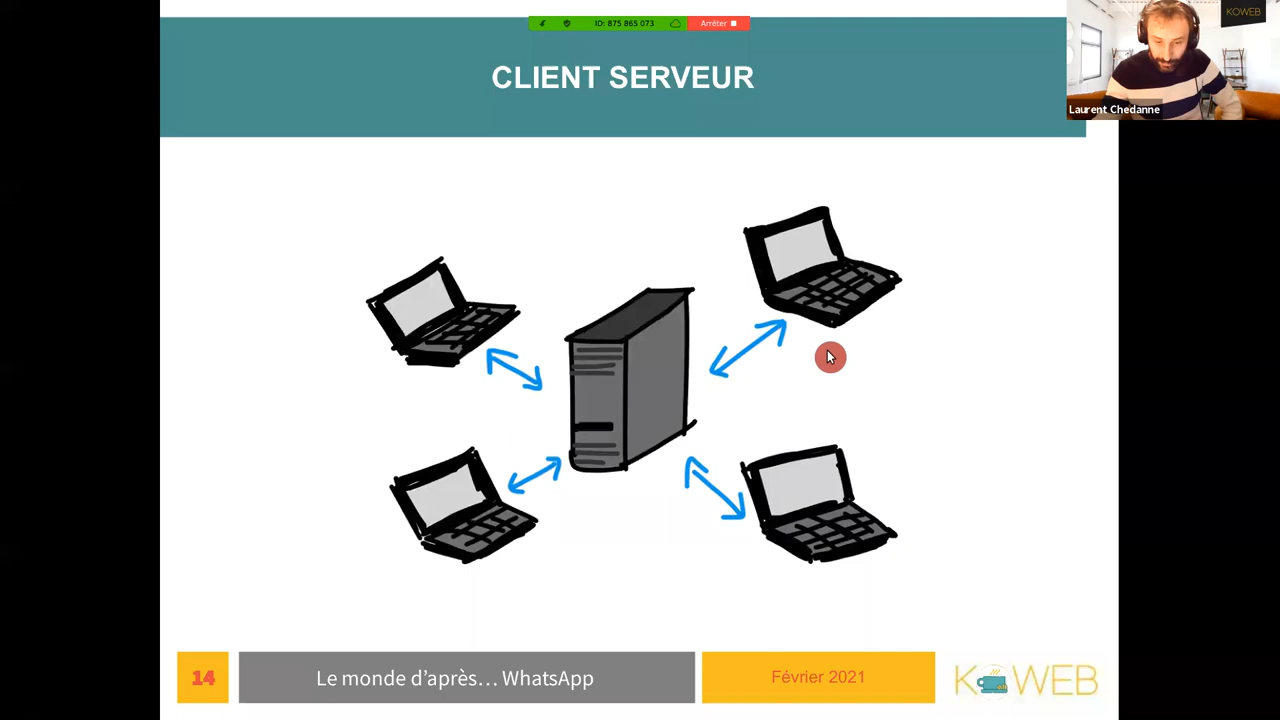 ID: 875 865 073
Arrêter
KOWEB
CLIENT SERVEUR
Laurent Chedanne
14
Le monde d'après… WhatsApp
Février 2021
KOWEB